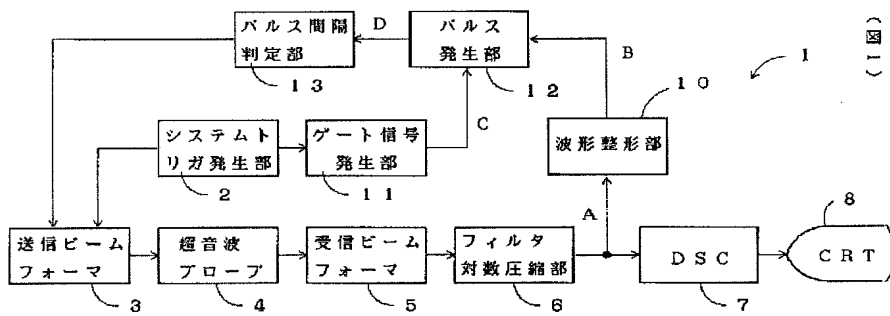 (図1)
パルス間隔
判定部
13
D
パルス
発生部
12
B
1
10
C
波形整形部
システムト
リガ発生部
2
ゲート信号
発生部
11
A
8
送信ビーム
フォーマ
3
超音波
プローブ
4
受信ビーム
フォーマ
5
フィルタ
対数圧縮部
6
DSC
7
CRT